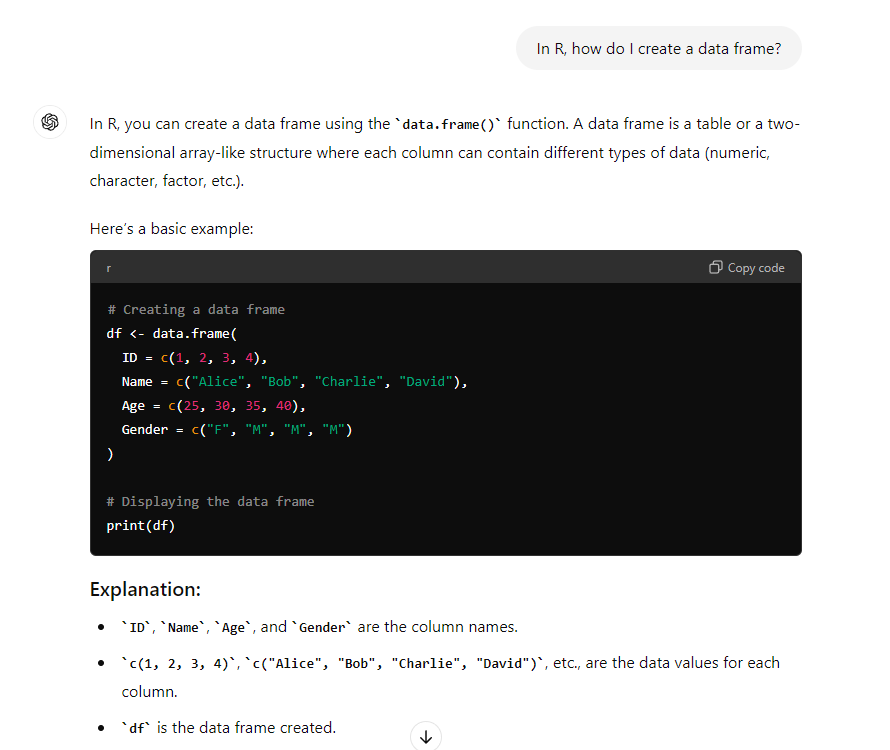 In R, how do I create a data frame?
In R, you can create a data frame using the `data.frame()` function. A data frame is a table or a two-
dimensional array-like structure where each column can contain different types of data (numeric,
character, factor, etc.).
Here's a basic example:
r
Copy code
# Creating a data frame
df <- data.frame(
  ID = c(1, 2, 3, 4),
  Name = c("Alice", "Bob", "Charlie", "David"),
  Age = c(25, 30, 35, 40),
  Gender = c("F", "M", "M", "M")
)
# Displaying the data frame
print(df)
Explanation:
• `ID`, `Name`, `Age`, and `Gender` are the column names.
• `c(1, 2, 3, 4)`, `c("Alice", "Bob", "Charlie", "David")`, etc., are the data values for each
column.
• `df` is the data frame created.